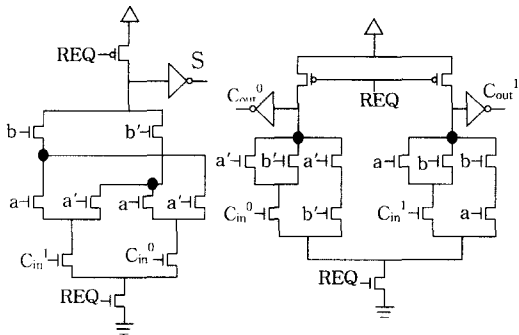 REQ
S
b
b'
a
a'
a
a'
C_in^1
C_in^0
REQ
C_out^0
REQ
C_out^1
a'
b'
a'
a
b
b
C_in^0
b'
C_in^1
a
REQ